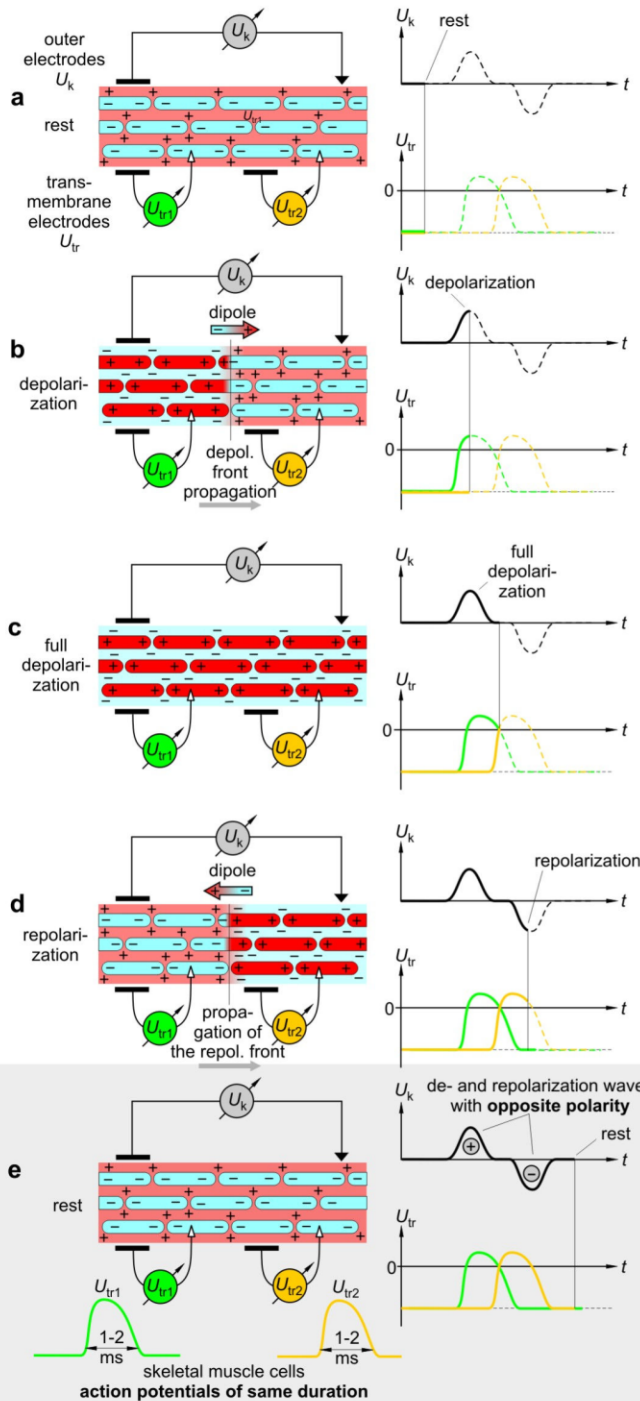 outer
electrodes
Uk
Uk
a
rest
Utr1
trans-
membrane
electrodes
Utr
Utr1
Utr2
Uk
rest
t
Utr
0
t
Uk
dipole
b
depolari-
zation
Utr1
depol.
front
propagation
Utr2
Uk
depolarization
t
Utr
0
t
Uk
c
full
depolari-
zation
Utr1
Utr2
Uk
full
depolari-
zation
t
Utr
0
t
Uk
dipole
d
repolari-
zation
Utr1
propa-
gation of
the repol. front
Utr2
Uk
repolarization
t
Utr
0
t
Uk
e
rest
Utr1
Utr2
Utr1
1-2
ms
Utr2
1-2
ms
skeletal muscle cells
action potentials of same duration
de- and repolarization wave
with opposite polarity
Uk
rest
+
−
t
Utr
0
t